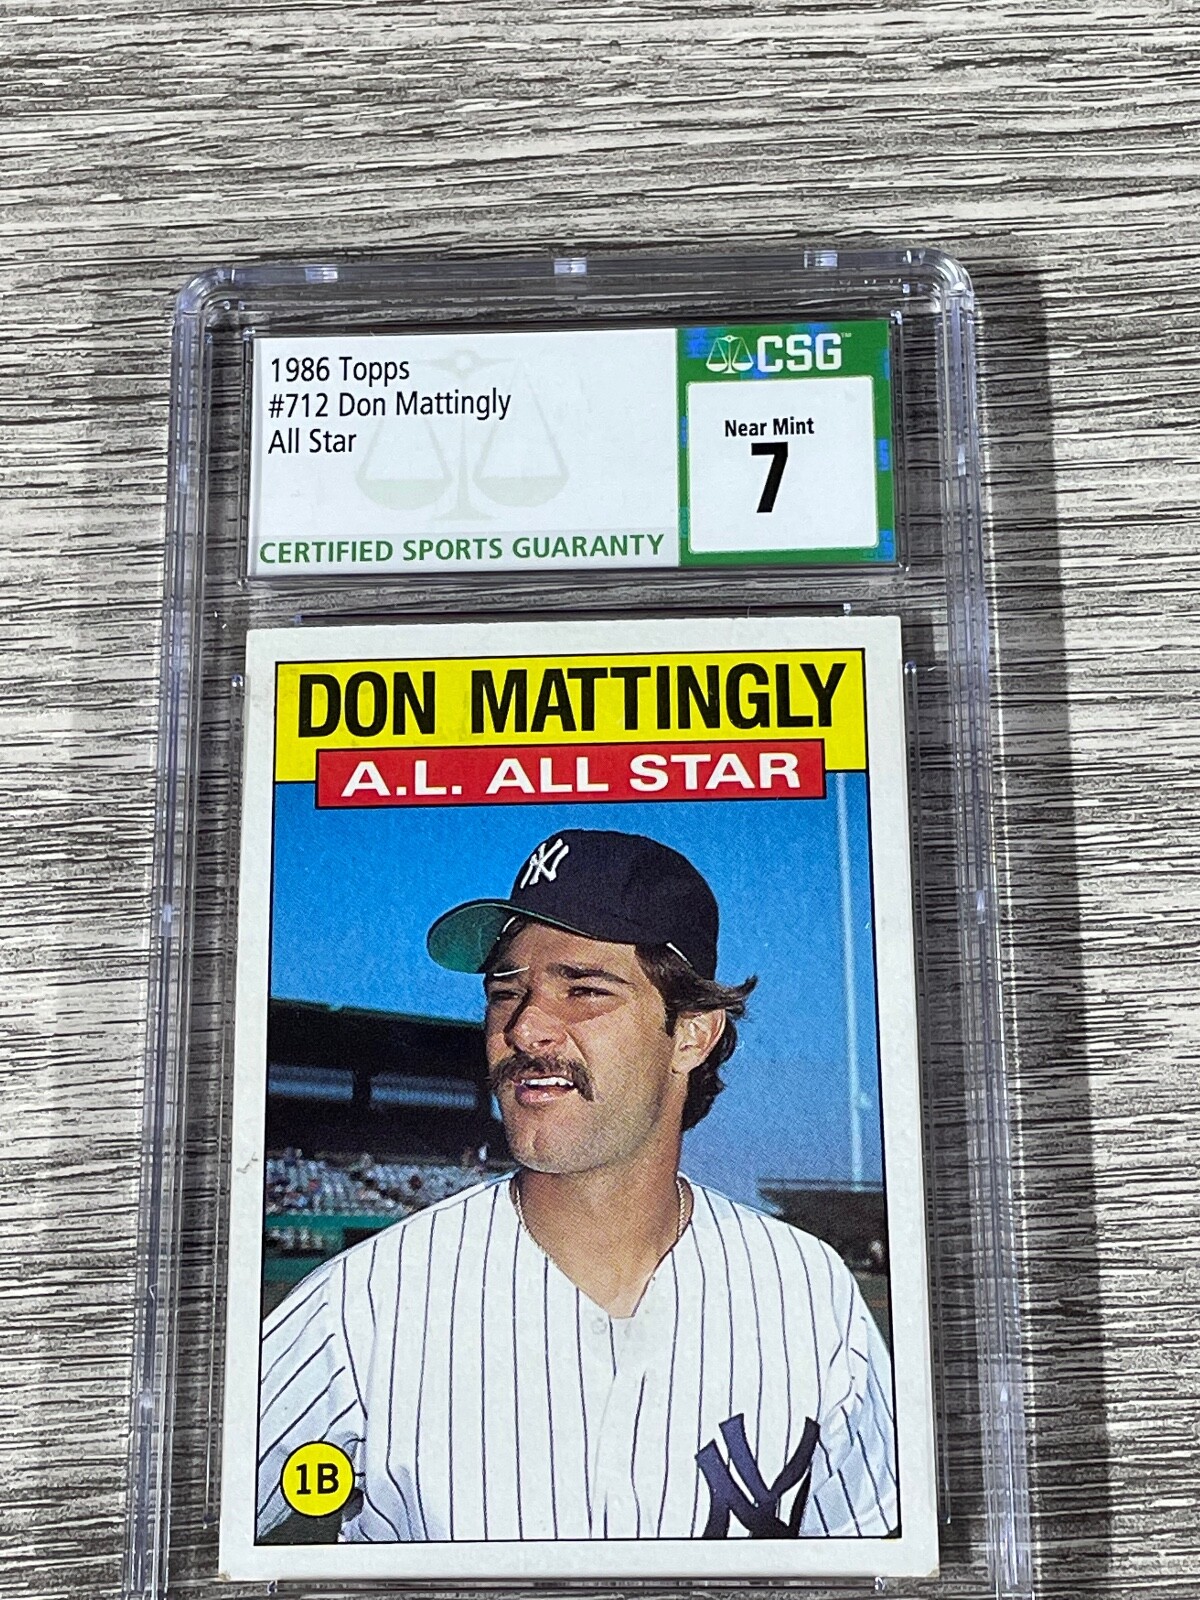 1986 Topps
#712 Don Mattingly
All Star
CERTIFIED SPORTS GUARANTY
CSG™
Near Mint
7
DON MATTINGLY
A.L. ALL STAR
NY
1B
NY